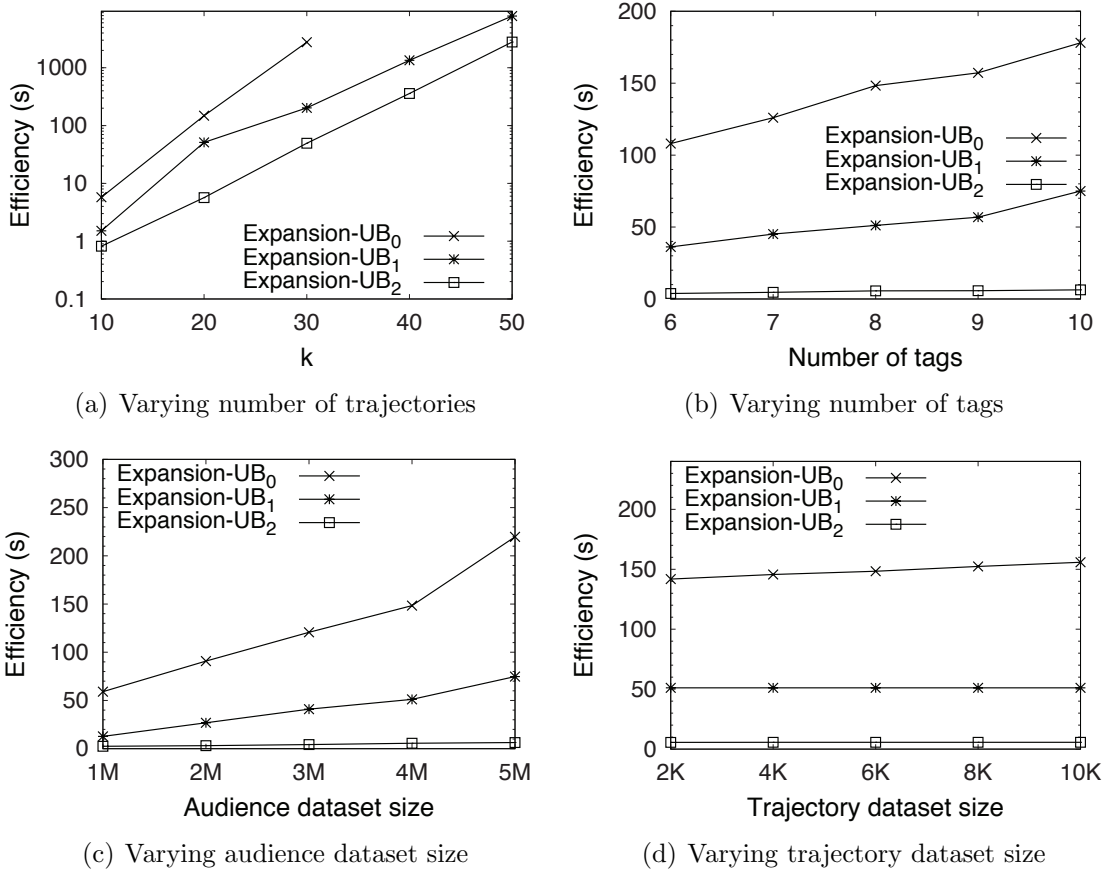 1000
100
10
1
0.1
Efficiency (s)
Expansion-UB0
Expansion-UB1
Expansion-UB2
10 20 30 40 50
k
(a) Varying number of trajectories
200
150
100
50
0
Efficiency (s)
Expansion-UB0
Expansion-UB1
Expansion-UB2
6 7 8 9 10
Number of tags
(b) Varying number of tags
300
250
200
150
100
50
0
Efficiency (s)
Expansion-UB0
Expansion-UB1
Expansion-UB2
1M 2M 3M 4M 5M
Audience dataset size
(c) Varying audience dataset size
200
150
100
50
0
Efficiency (s)
Expansion-UB0
Expansion-UB1
Expansion-UB2
2K 4K 6K 8K 10K
Trajectory dataset size
(d) Varying trajectory dataset size